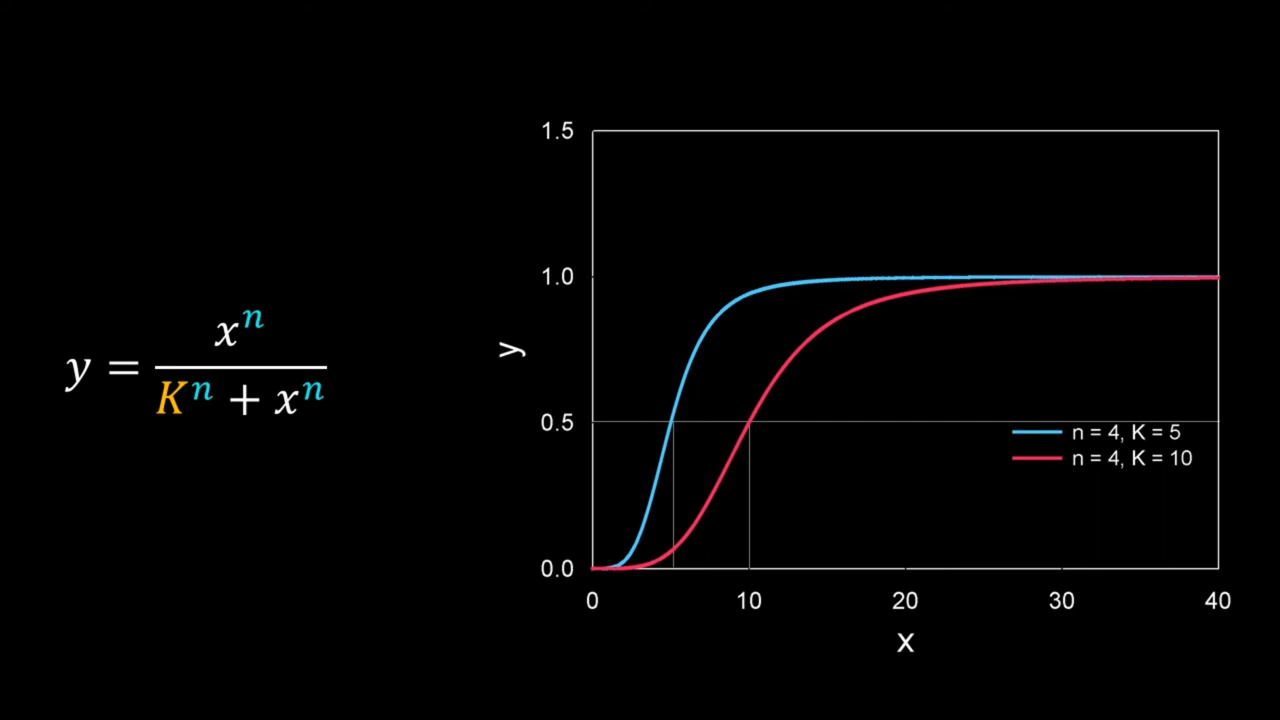 y = xⁿ / (Kⁿ + xⁿ)
1.5
1.0
0.5
0.0
y
n = 4, K = 5
n = 4, K = 10
0 10 20 30 40
x